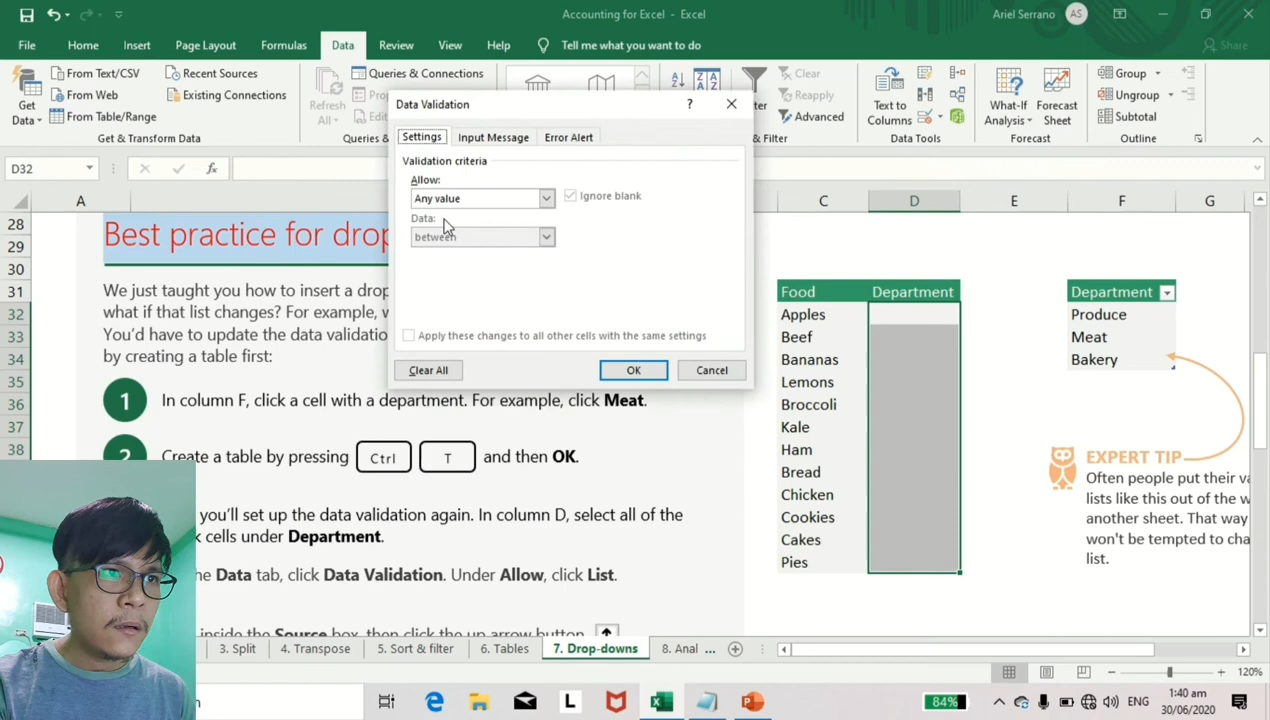 Accounting for Excel - Excel
Ariel Serrano
AS
File
Home
Insert
Page Layout
Formulas
Data
Review
View
Help
Tell me what you want to do
Share
Get Data
From Text/CSV
From Web
From Table/Range
Recent Sources
Existing Connections
Get & Transform Data
Refresh All
Queries & Connections
Clear
Reapply
Advanced
Text to Columns
Data Tools
What-If Analysis
Forecast Sheet
Forecast
Group
Ungroup
Subtotal
Outline
Data Validation
?
Settings
Input Message
Error Alert
Validation criteria
Allow:
Any value
Ignore blank
Data:
between
Apply these changes to all other cells with the same settings
Clear All
OK
Cancel
D32
fx
A
C
D
E
F
G
28
29
30
31
32
33
34
35
36
37
38
Best practice for drop
We just taught you how to insert a drop
what if that list changes? For example,
You'd have to update the data validation
by creating a table first:
1
In column F, click a cell with a department. For example, click Meat.
2
Create a table by pressing Ctrl T and then OK.
you'll set up the data validation again. In column D, select all of the
cells under Department.
Data tab, click Data Validation. Under Allow, click List.
inside the Source box, then click the up arrow button
Food Department
Apples
Beef
Bananas
Lemons
Broccoli
Kale
Ham
Bread
Chicken
Cookies
Cakes
Pies
Department
Produce
Meat
Bakery
EXPERT TIP
Often people put their
lists like this out of the
another sheet. That way
won't be tempted to
list.
3. Split
4. Transpose
5. Sort & filter
6. Tables
7. Drop-downs
8. Anal ...
120%
L
84%
ENG
1:40 am
30/06/2020